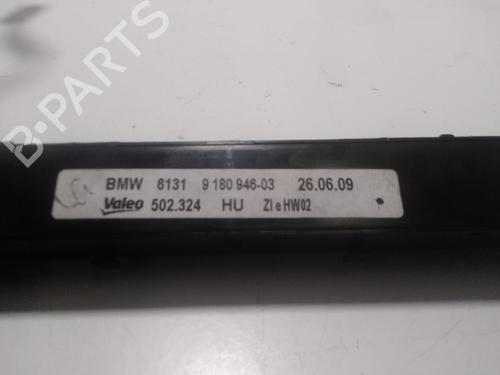 B-PARTS
BMW 6131 9 180 946-03 26.06.09
Valeo 502.324 HU ZI e HW02